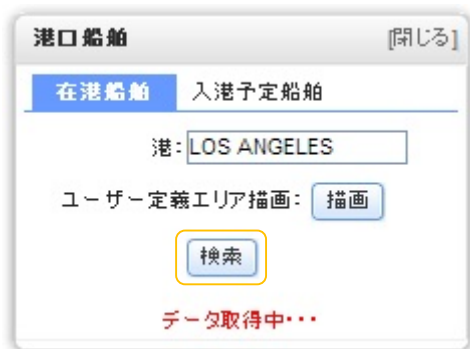 港口船舶 [閉じる]
在港船舶 入港予定船舶
港: LOS ANGELES
ユーザー定義エリア描画: 描画
検索
データ取得中・・・